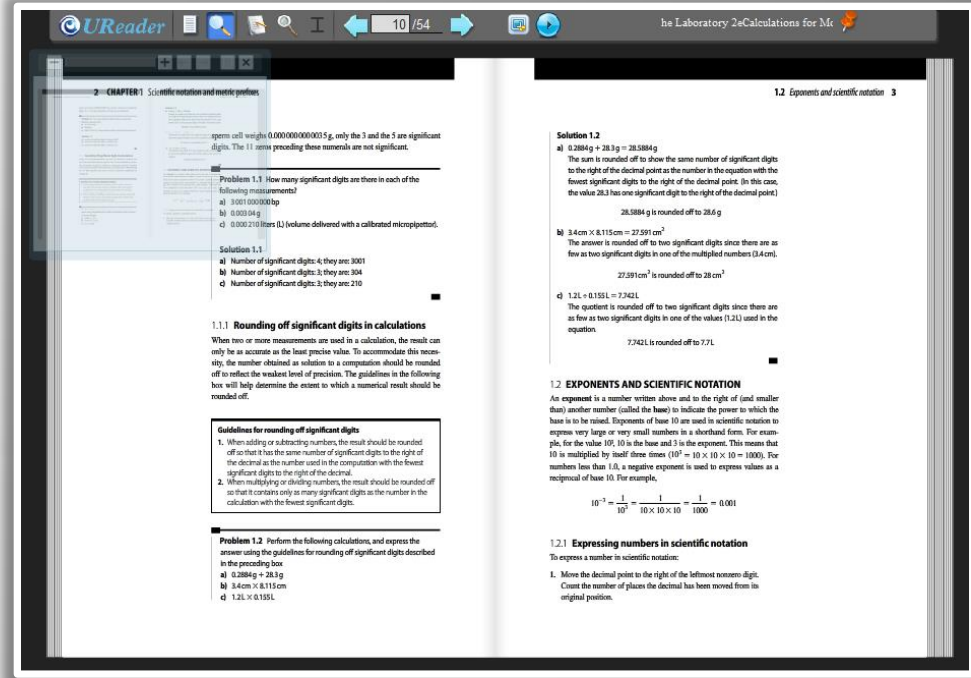 UReader
10 /54
he Laboratory 2eCalculations for Mo
2 CHAPTER 1 Scientific notation and metric prefixes
sperm cell weighs 0.0000000000035 g, only the 3 and the 5 are significant
digits. The 11 zeros preceding these numerals are not significant.
Problem 1.1 How many significant digits are there in each of the
following measurements?
a) 3001000000 bp
b) 0.00304 g
c) 0.000210 liters (L) (volume delivered with a calibrated micropipettor).
Solution 1.1
a) Number of significant digits: 4; they are: 3001
b) Number of significant digits: 3; they are: 304
c) Number of significant digits: 3; they are: 210
1.1.1 Rounding off significant digits in calculations
When two or more measurements are used in a calculation, the result can
only be as accurate as the least precise value. To accommodate this neces-
sity, the number obtained as solution to a computation should be rounded
off to reflect the weakest level of precision. The guidelines in the following
box will help determine the extent to which a numerical result should be
rounded off.
Guidelines for rounding off significant digits
1. When adding or subtracting numbers, the result should be rounded
off so that it has the same number of significant digits to the right of
the decimal as the number used in the computation with the fewest
significant digits to the right of the decimal.
2. When multiplying or dividing numbers, the result should be rounded off
so that it contains only as many significant digits as the number in the
calculation with the fewest significant digits.
Problem 1.2 Perform the following calculations, and express the
answer using the guidelines for rounding off significant digits described
in the preceding box
a) 0.2884 g + 28.3 g
b) 3.4 cm × 8.115 cm
c) 1.2 L × 0.155 L
1.2 Exponents and scientific notation 3
Solution 1.2
a) 0.2884 g + 28.3 g = 28.5884 g
The sum is rounded off to show the same number of significant digits
to the right of the decimal point as the number in the equation with the
fewest significant digits to the right of the decimal point. (In this case,
the value 28.3 has one significant digit to the right of the decimal point.)
28.5884 g is rounded off to 28.6 g
b) 3.4 cm × 8.115 cm = 27.591 cm²
The answer is rounded off to two significant digits since there are as
few as two significant digits in one of the multiplied numbers (3.4 cm).
27.591 cm² is rounded off to 28 cm²
c) 1.2 L ÷ 0.155 L = 7.742 L
The quotient is rounded off to two significant digits since there are
as few as two significant digits in one of the values (1.2 L) used in the
equation.
7.742 L is rounded off to 7.7 L
1.2 EXPONENTS AND SCIENTIFIC NOTATION
An exponent is a number written above and to the right of (and smaller
than) another number (called the base) to indicate the power to which the
base is to be raised. Exponents of base 10 are used in scientific notation to
express very large or very small numbers in a shorthand form. For exam-
ple, for the value 10³, 10 is the base and 3 is the exponent. This means that
10 is multiplied by itself three times (10³ = 10 × 10 × 10 = 1000). For
numbers less than 1.0, a negative exponent is used to express values as a
reciprocal of base 10. For example,
10⁻³ = 1/10³ = 1/(10 × 10 × 10) = 1/1000 = 0.001
1.2.1 Expressing numbers in scientific notation
To express a number in scientific notation:
1. Move the decimal point to the right of the leftmost nonzero digit.
Count the number of places the decimal has been moved from its
original position.